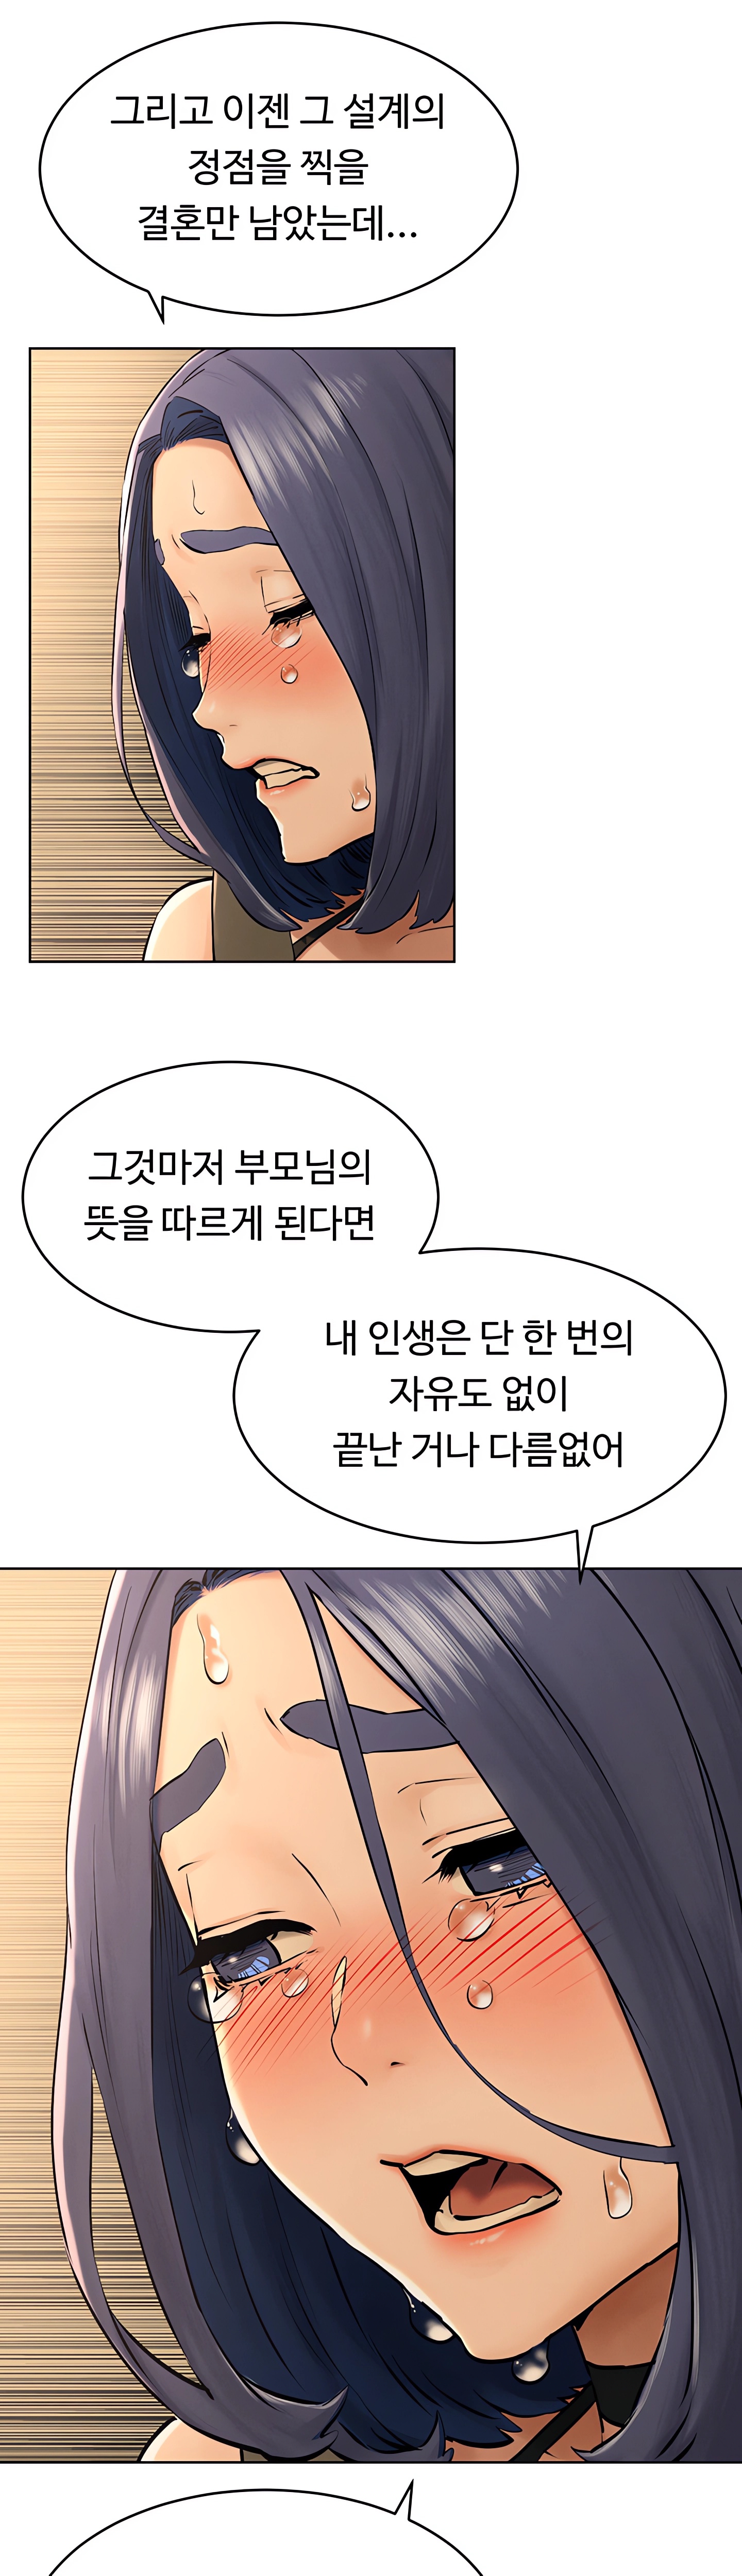 그리고 이젠 그 설계의
정점을 찍을
결혼만 남았는데...
그것마저 부모님의
뜻을 따르게 된다면
내 인생은 단 한 번의
자유도 없이
끝난 거나 다름없어